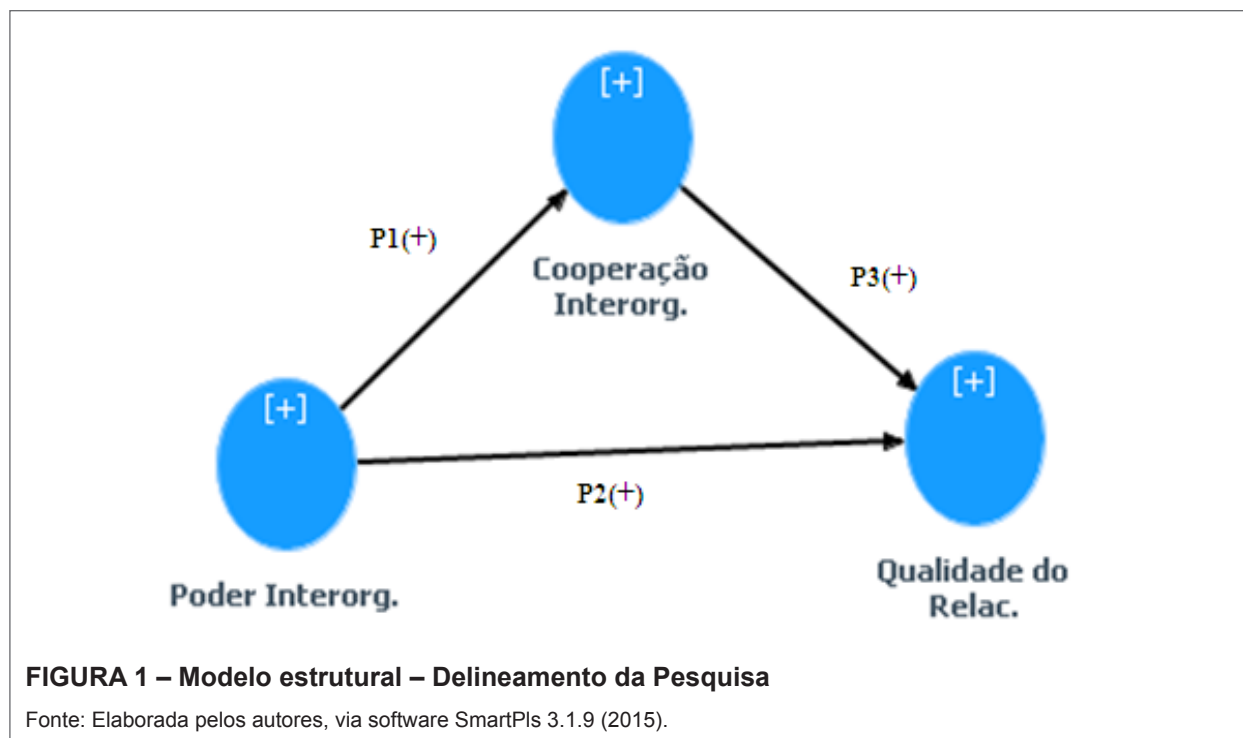 [+]
Cooperação
Interorg.
P1(+)
P3(+)
[+]
Poder Interorg.
P2(+)
[+]
Qualidade do
Relac.
FIGURA 1 – Modelo estrutural – Delineamento da Pesquisa
Fonte: Elaborada pelos autores, via software SmartPls 3.1.9 (2015).